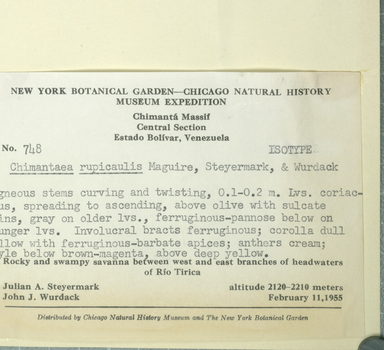 NEW YORK BOTANICAL GARDEN—CHICAGO NATURAL HISTORY
MUSEUM EXPEDITION
Chimantá Massif
Central Section
Estado Bolívar, Venezuela
No. 748 ISOTYPE
Chimantaea rupicaulis Maguire, Steyermark, & Wurdack
gneous stems curving and twisting, 0.1-0.2 m. Lvs. coriac-
us, spreading to ascending, above olive with sulcate
ins, gray on older lvs., ferruginous-pannose below on
unger lvs. Involucral bracts ferruginous; corolla dull
llow with ferruginous-barbate apices; anthers cream;
yle below brown-magenta, above deep yellow.
Rocky and swampy savanna between west and east branches of headwaters
of Río Tirica
Julian A. Steyermark altitude 2120-2210 meters
John J. Wurdack February 11, 1955
Distributed by Chicago Natural History Museum and The New York Botanical Garden